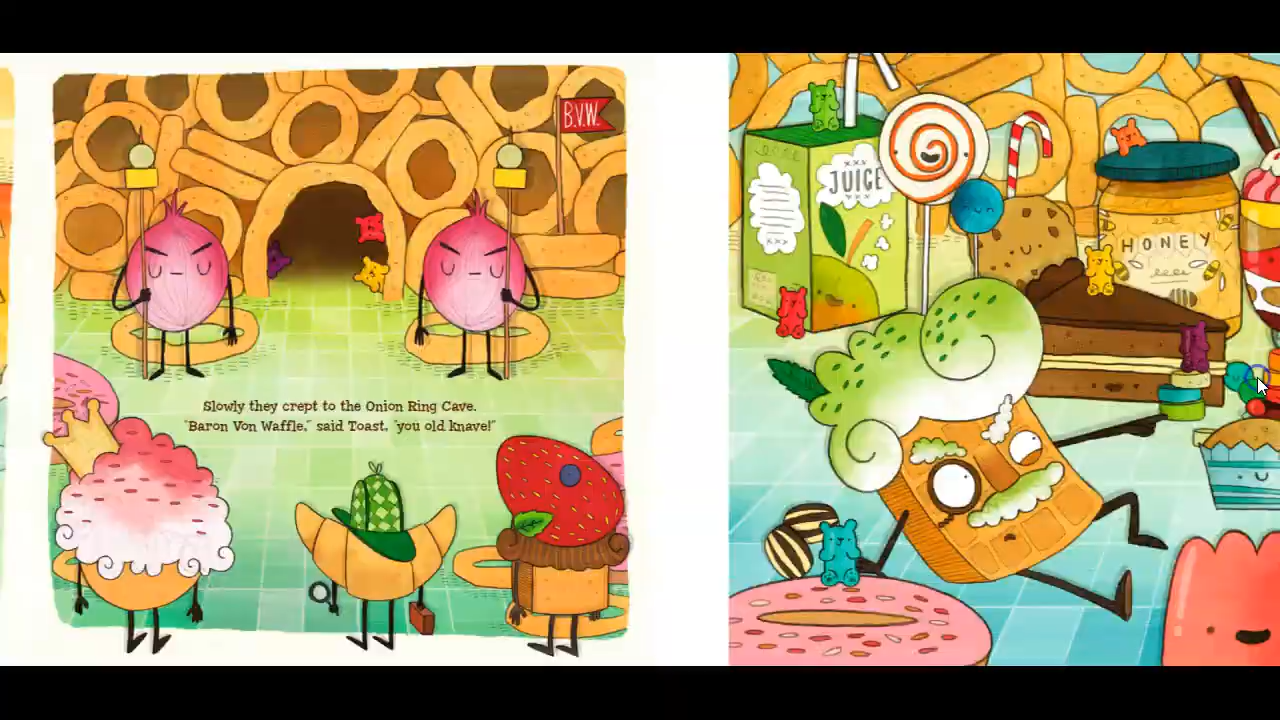 B.V.W.
Slowly they crept to the Onion Ring Cave.
"Baron Von Waffle," said Toast, "you old knave!"
JUICE
HONEY